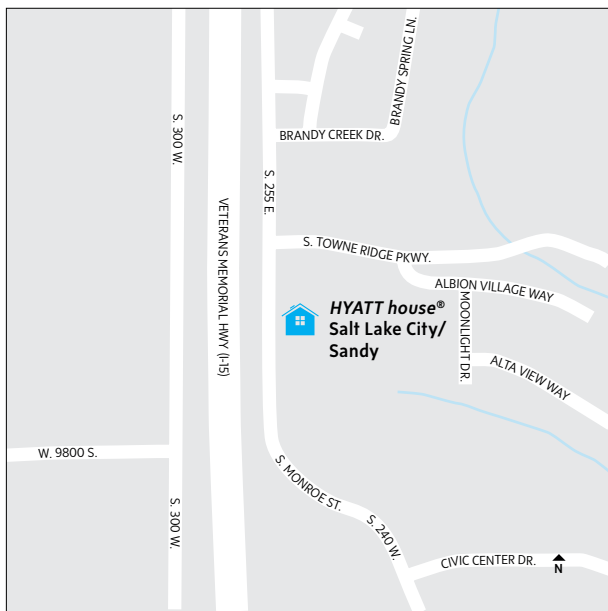 BRANDY SPRING LN.
S. 300 W.
BRANDY CREEK DR.
S. 255 E.
VETERANS MEMORIAL HWY (I-15)
S. TOWNE RIDGE PKWY.
ALBION VILLAGE WAY
MOONLIGHT DR.
HYATT house®
Salt Lake City/
Sandy
ALTA VIEW WAY
W. 9800 S.
S. MONROE ST.
S. 300 W.
S. 240 W.
CIVIC CENTER DR.
N